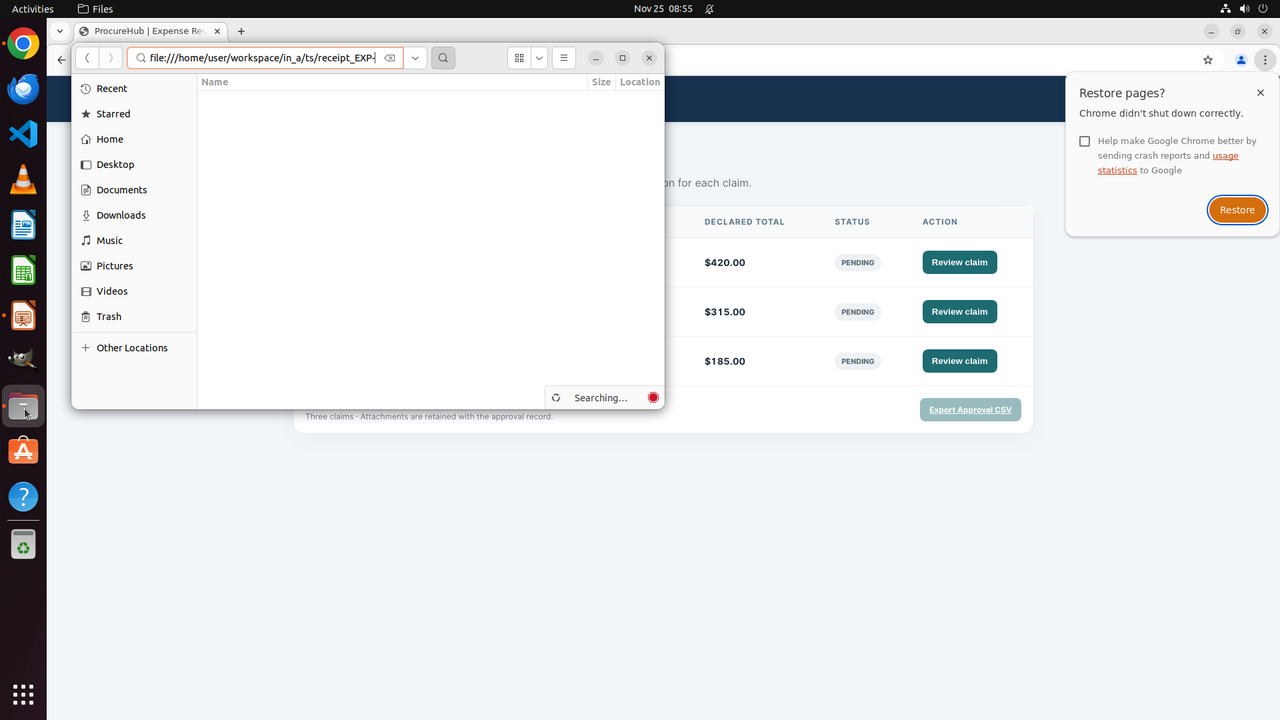 Activities
Files
Nov 25 08:55
ProcureHub | Expense Re
file:///home/user/workspace/in_a/ts/receipt_EXP-
Recent
Starred
Home
Desktop
Documents
Downloads
Music
Pictures
Videos
Trash
Other Locations
Name
Size
Location
Searching…
on for each claim.
DECLARED TOTAL
STATUS
ACTION
$420.00
PENDING
Review claim
$315.00
PENDING
Review claim
$185.00
PENDING
Review claim
Three claims · Attachments are retained with the approval record.
Export Approval CSV
Restore pages?
Chrome didn't shut down correctly.
Help make Google Chrome better by
sending crash reports and usage
statistics to Google
Restore